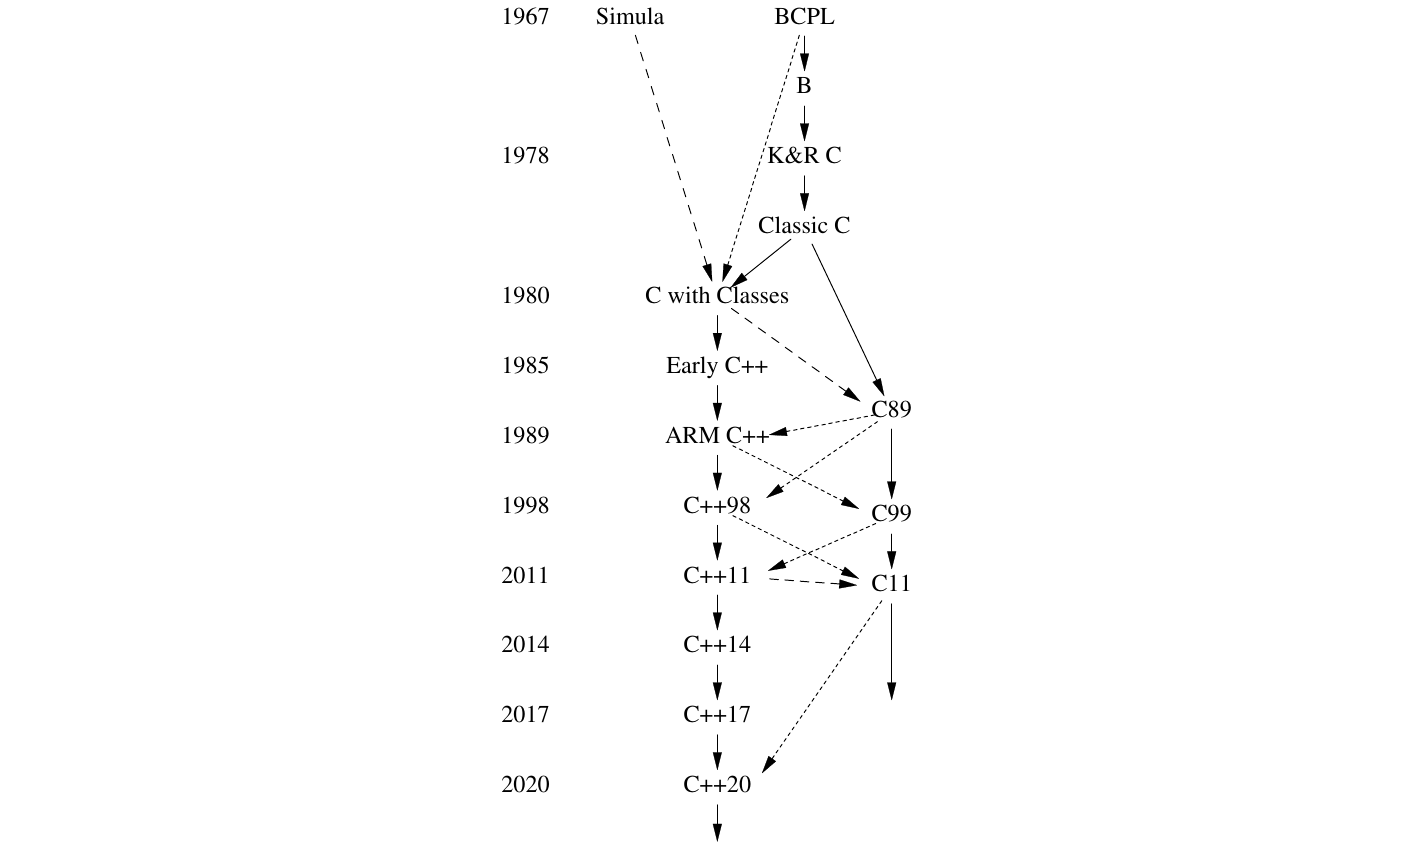 1967 Simula BCPL
B
1978 K&R C
Classic C
1980 C with Classes
1985 Early C++
C89
1989 ARM C++
1998 C++98
C99
2011 C++11
C11
2014 C++14
2017 C++17
2020 C++20